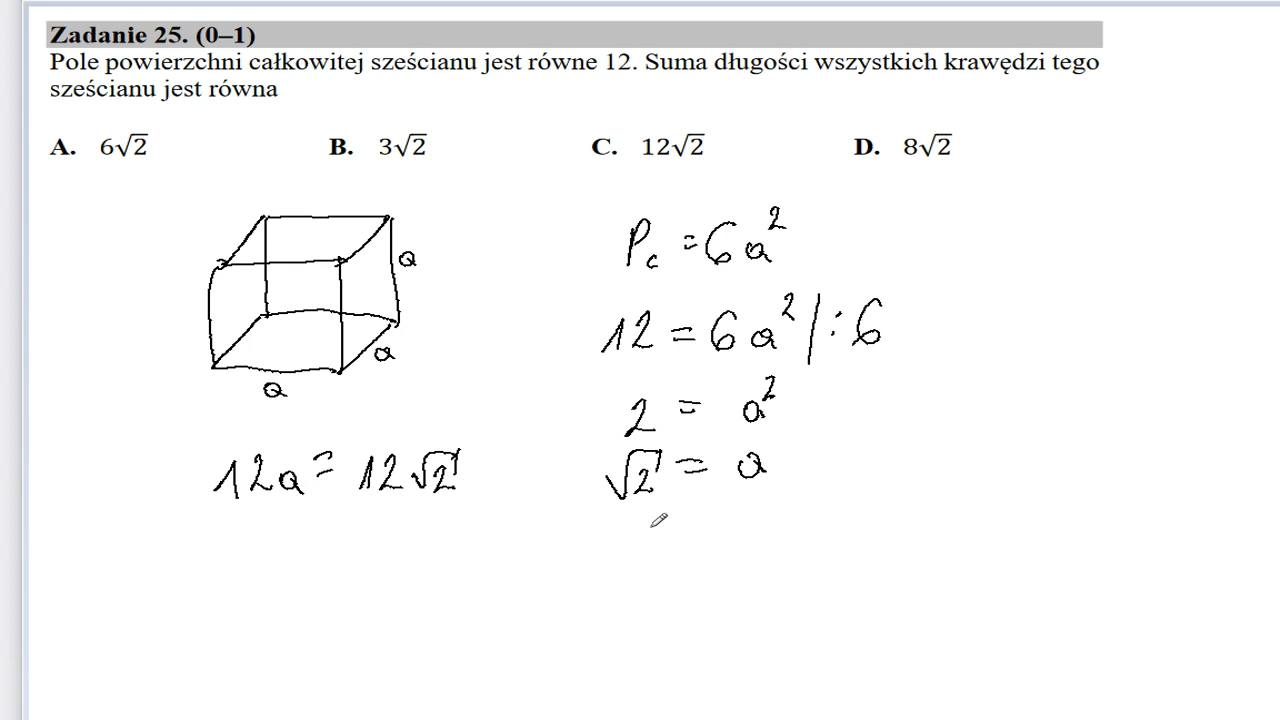 Zadanie 25. (0–1)
Pole powierzchni całkowitej sześcianu jest równe 12. Suma długości wszystkich krawędzi tego
sześcianu jest równa
A. 6√2 B. 3√2 C. 12√2 D. 8√2
a
a
a
P_c = 6a²
12 = 6a² | : 6
2 = a²
√2 = a
12a = 12√2